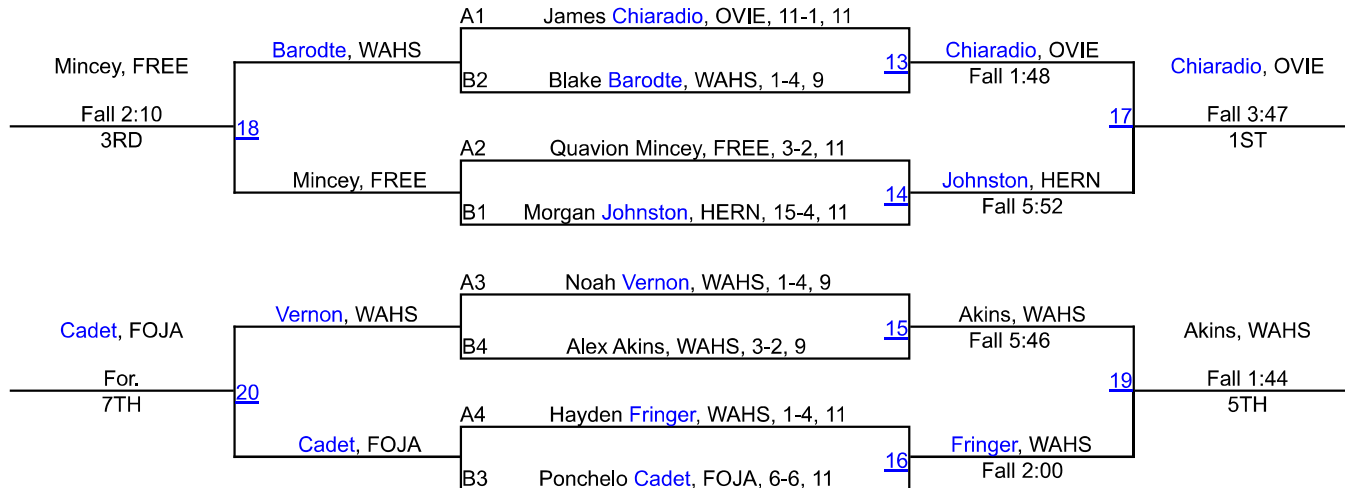 A1 James Chiaradio, OVIE, 11-1, 11
Mincey, FREE Barodte, WAHS Chiaradio, OVIE Chiaradio, OVIE
B2 Blake Barodte, WAHS, 1-4, 9 13 Fall 1:48
Fall 2:10 18 17 Fall 3:47
3RD 1ST
A2 Quavion Mincey, FREE, 3-2, 11
Mincey, FREE 14 Johnston, HERN
B1 Morgan Johnston, HERN, 15-4, 11 Fall 5:52
A3 Noah Vernon, WAHS, 1-4, 9
Cadet, FOJA Vernon, WAHS 15 Akins, WAHS Akins, WAHS
B4 Alex Akins, WAHS, 3-2, 9 Fall 5:46
For. 20 19 Fall 1:44
7TH 5TH
A4 Hayden Fringer, WAHS, 1-4, 11
Cadet, FOJA 16 Fringer, WAHS
B3 Ponchelo Cadet, FOJA, 6-6, 11 Fall 2:00